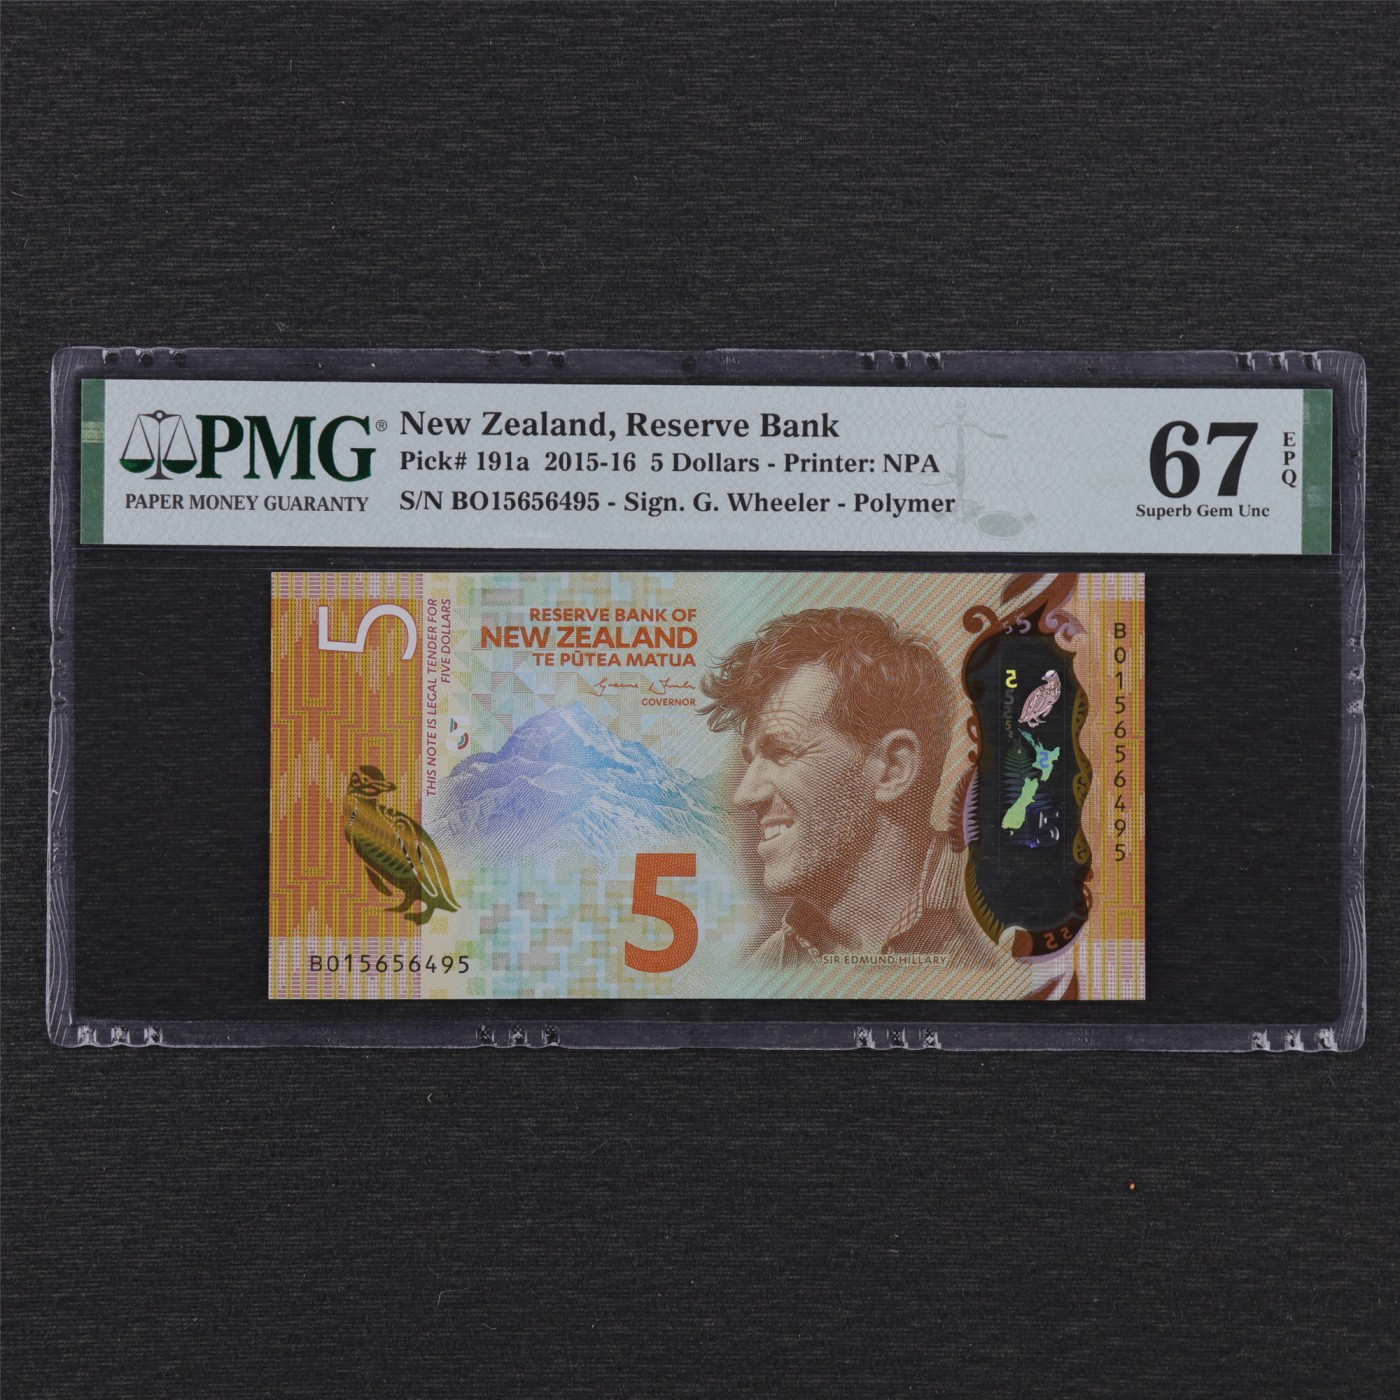 PMG®
PAPER MONEY GUARANTY
New Zealand, Reserve Bank
Pick# 191a 2015-16 5 Dollars - Printer: NPA
S/N BO15656495 - Sign. G. Wheeler - Polymer
67
EPQ
Superb Gem Unc
5
THIS NOTE IS LEGAL TENDER FOR
FIVE DOLLARS
RESERVE BANK OF
NEW ZEALAND
TE PŪTEA MATUA
GOVERNOR
5
SIR EDMUND HILLARY
BO15656495
BO15656495